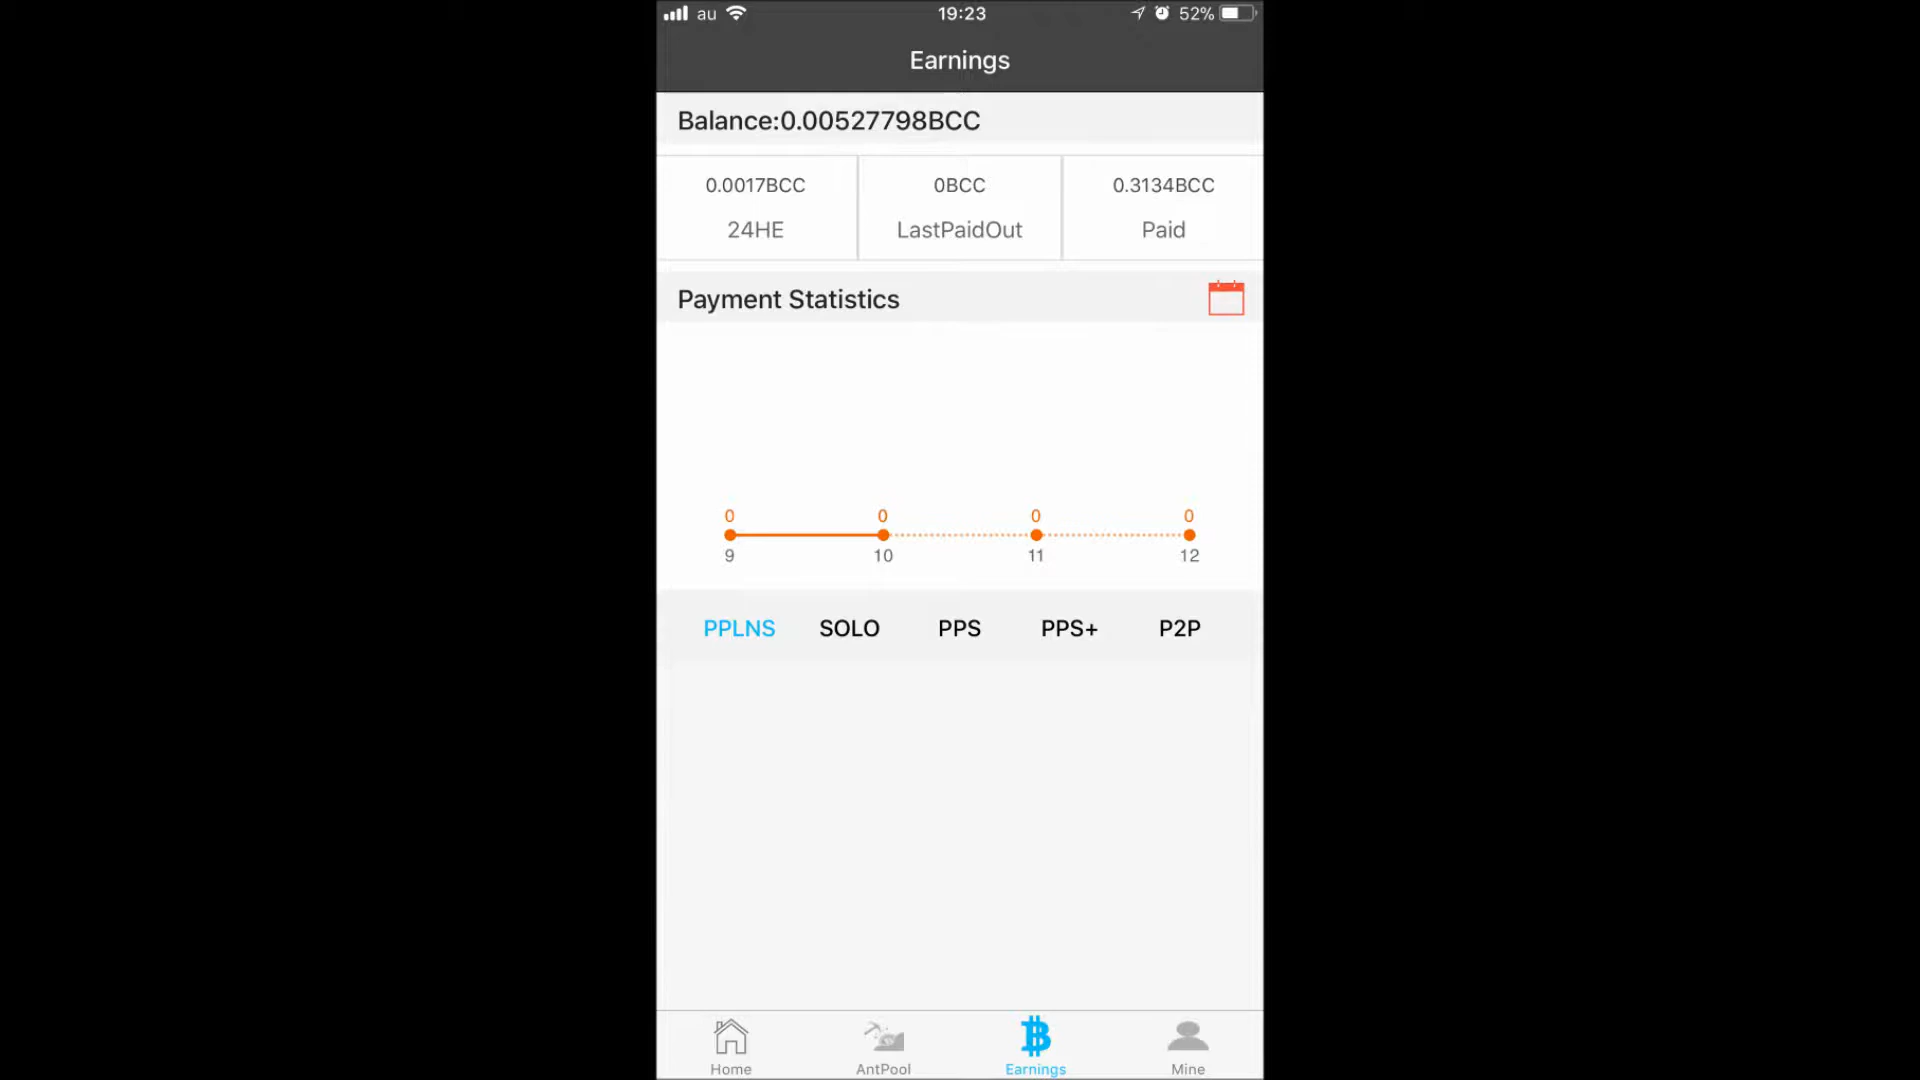 au 19:23 52%
Earnings
Balance:0.00527798BCC
0.0017BCC 0BCC 0.3134BCC
24HE LastPaidOut Paid
Payment Statistics
0 0 0 0
9 10 11 12
PPLNS SOLO PPS PPS+ P2P
Home AntPool Earnings Mine